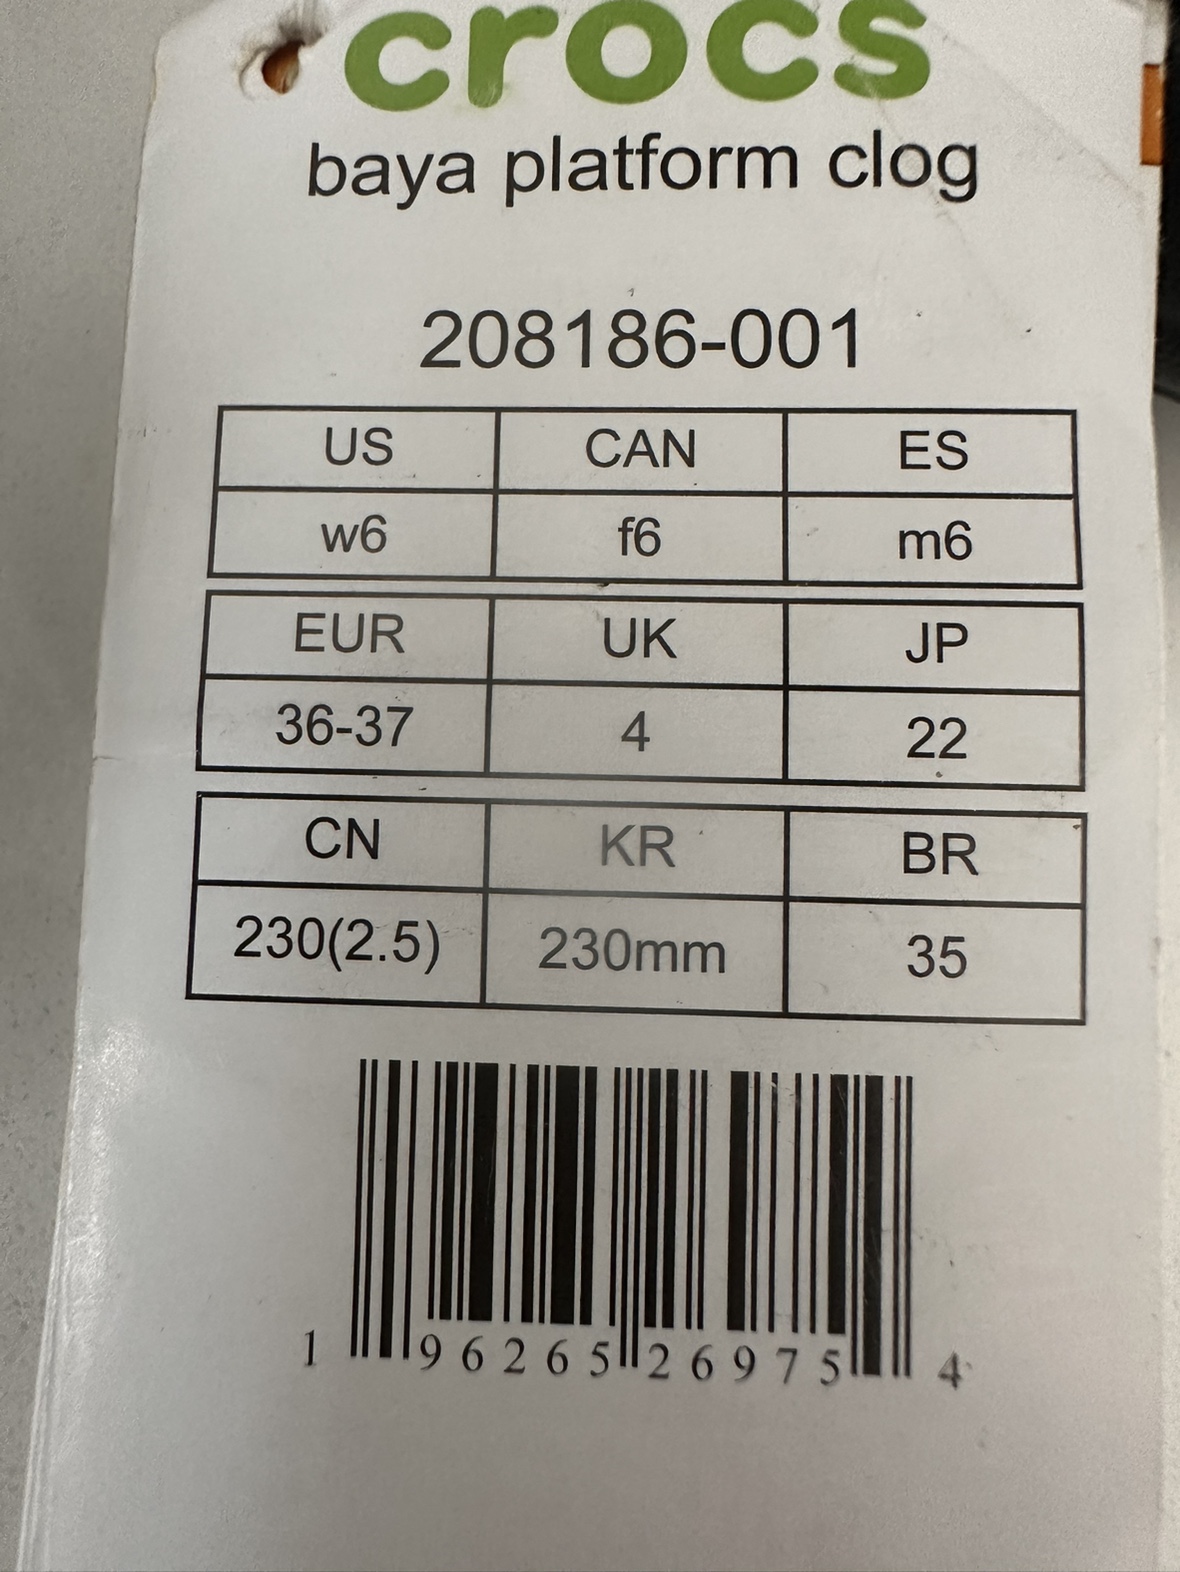 crocs
baya platform clog
208186-001
US CAN ES
w6 f6 m6
EUR UK JP
36-37 4 22
CN KR BR
230(2.5) 230mm 35
1 96265 26975 4